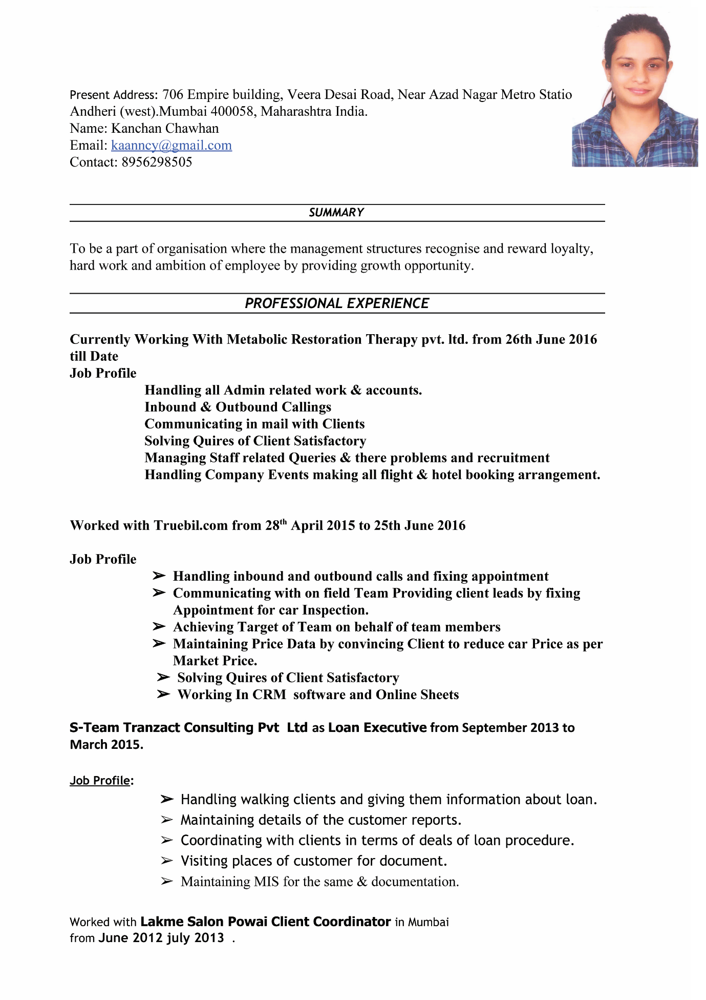 Present Address: 706 Empire building, Veera Desai Road, Near Azad Nagar Metro Statio
Andheri (west).Mumbai 400058, Maharashtra India.
Name: Kanchan Chawhan
Email: kaanncy@gmail.com
Contact: 8956298505
SUMMARY
To be a part of organisation where the management structures recognise and reward loyalty,
hard work and ambition of employee by providing growth opportunity.
PROFESSIONAL EXPERIENCE
Currently Working With Metabolic Restoration Therapy pvt. ltd. from 26th June 2016
till Date
Job Profile
Handling all Admin related work & accounts.
Inbound & Outbound Callings
Communicating in mail with Clients
Solving Quires of Client Satisfactory
Managing Staff related Queries & there problems and recruitment
Handling Company Events making all flight & hotel booking arrangement.
Worked with Truebil.com from 28th April 2015 to 25th June 2016
Job Profile
➢ Handling inbound and outbound calls and fixing appointment
➢ Communicating with on field Team Providing client leads by fixing
Appointment for car Inspection.
➢ Achieving Target of Team on behalf of team members
➢ Maintaining Price Data by convincing Client to reduce car Price as per
Market Price.
➢ Solving Quires of Client Satisfactory
➢ Working In CRM  software and Online Sheets
S-Team Tranzact Consulting Pvt  Ltd as Loan Executive from September 2013 to
March 2015.
Job Profile:
➢ Handling walking clients and giving them information about loan.
➢ Maintaining details of the customer reports.
➢ Coordinating with clients in terms of deals of loan procedure.
➢ Visiting places of customer for document.
➢ Maintaining MIS for the same & documentation.
Worked with Lakme Salon Powai Client Coordinator in Mumbai
from June 2012 july 2013  .